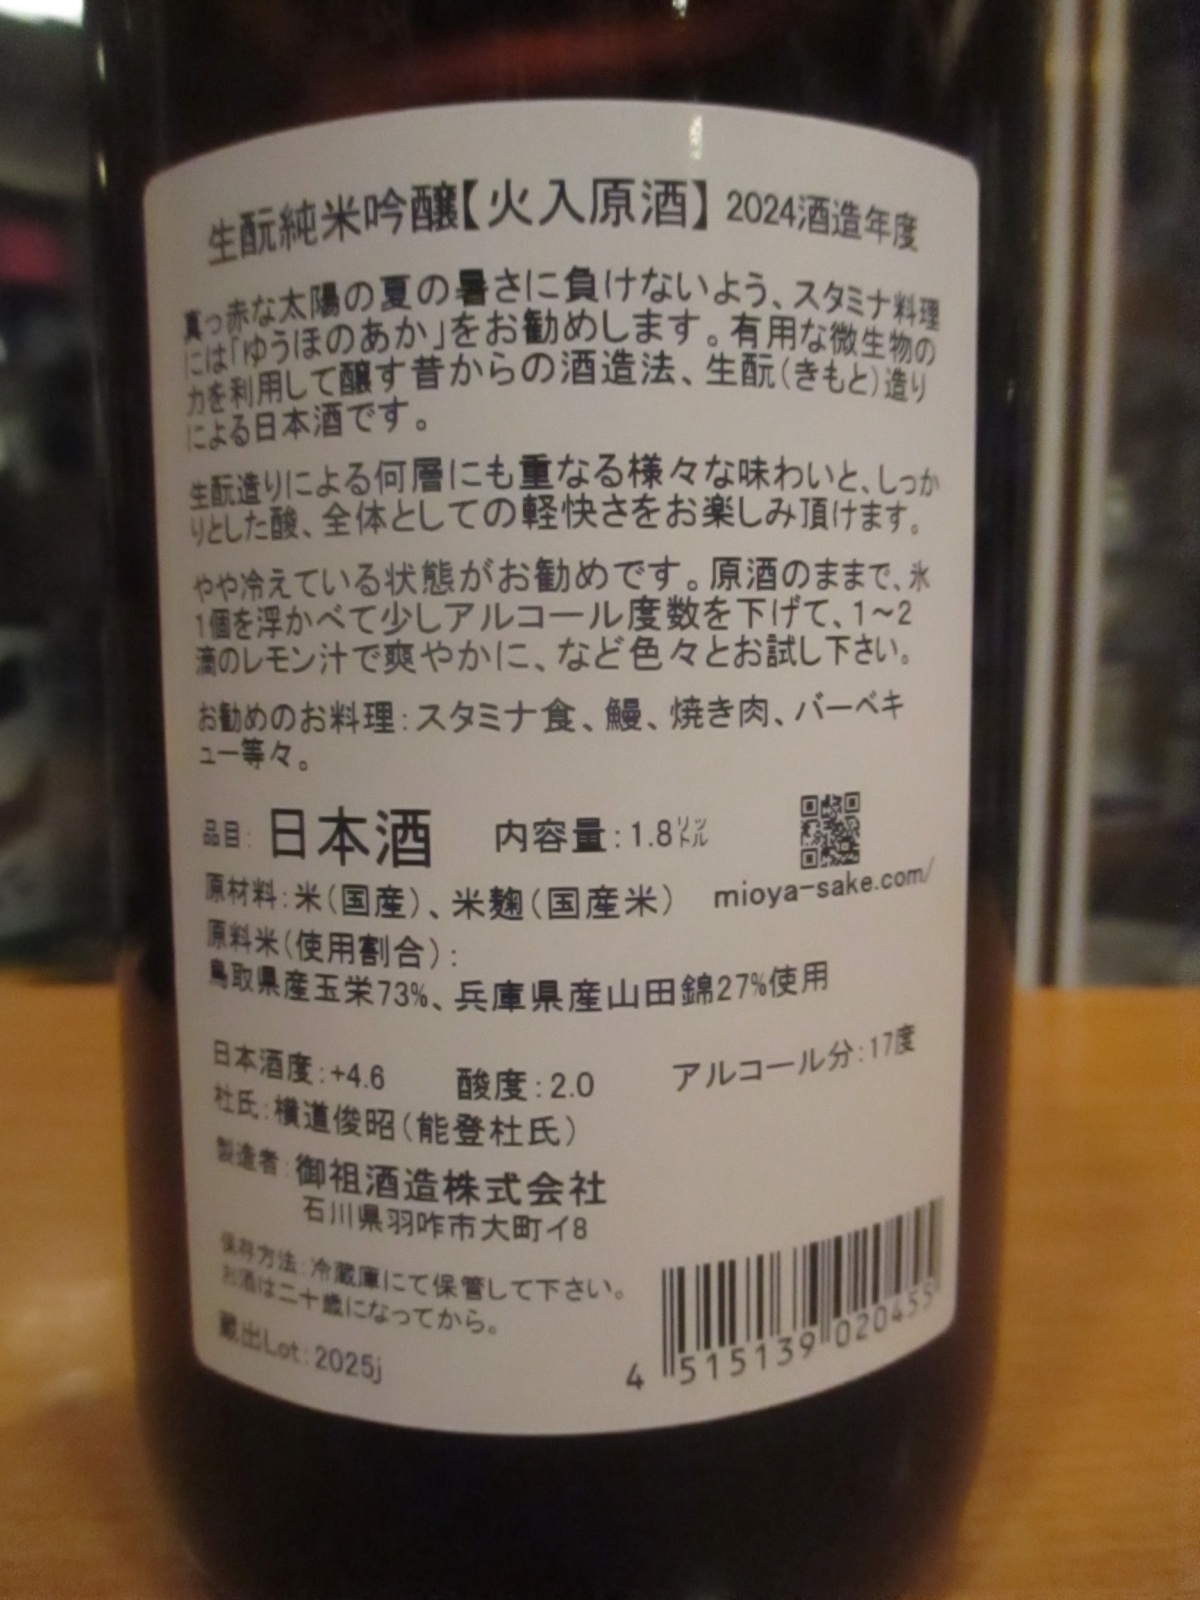 生酛純米吟醸【火入原酒】 2024酒造年度
真っ赤な太陽の夏の暑さに負けないよう、スタミナ料理
には「ゆうほのあか」をお勧めします。有用な微生物の
力を利用して醸す昔からの酒造法、生酛(きもと)造り
による日本酒です。
生酛造りによる何層にも重なる様々な味わいと、しっか
りとした酸、全体としての軽快さをお楽しみ頂けます。
やや冷えている状態がお勧めです。原酒のままで、氷
1個を浮かべて少しアルコール度数を下げて、1〜2
滴のレモン汁で爽やかに、など色々とお試し下さい。
お勧めのお料理:スタミナ食、鰻、焼き肉、バーベキ
ュー等々。
品目:日本酒 内容量:1.8㍑
原材料:米(国産)、米麹(国産米) mioya-sake.com/
原料米(使用割合):
鳥取県産玉栄73%、兵庫県産山田錦27%使用
日本酒度:+4.6 酸度:2.0 アルコール分:17度
杜氏:横道俊昭(能登杜氏)
製造者:御祖酒造株式会社
石川県羽咋市大町イ8
保存方法:冷蔵庫にて保管して下さい。
お酒は二十歳になってから。
蔵出Lot:2025j
4 515139 020455